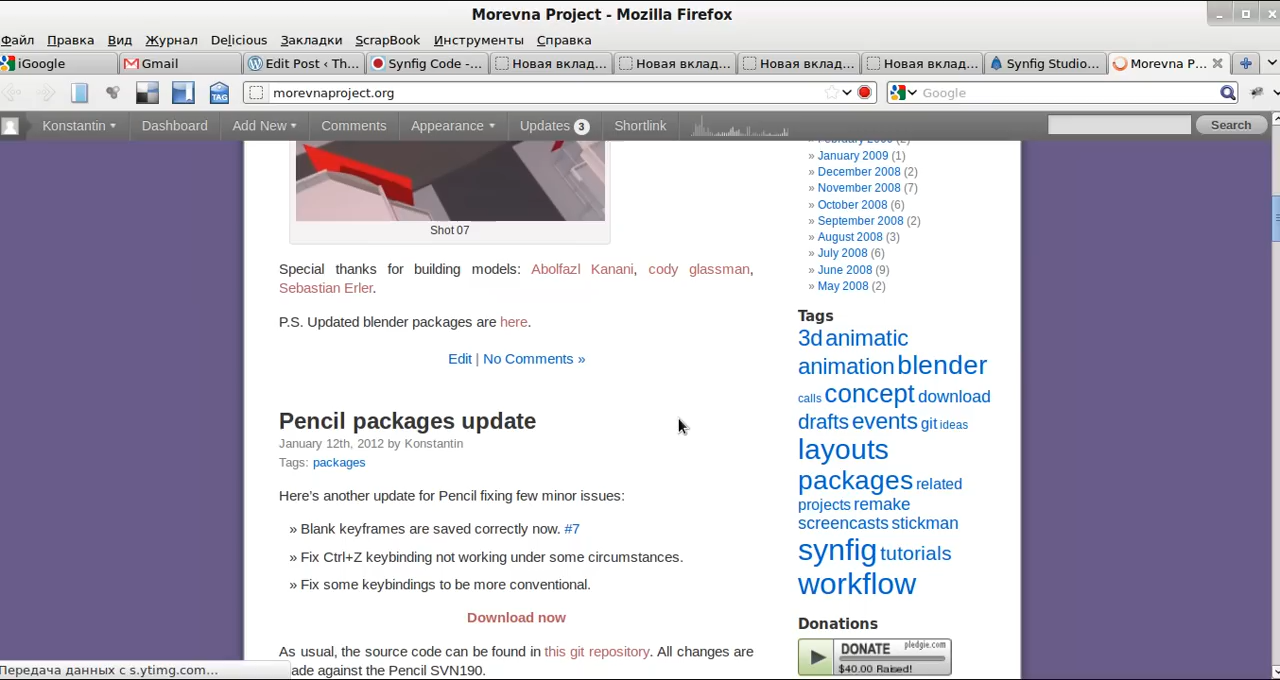 Morevna Project - Mozilla Firefox
Файл Правка Вид Журнал Delicious Закладки ScrapBook Инструменты Справка
iGoogle Gmail Edit Post ‹ Th... Synfig Code -... Новая вклад... Новая вклад... Новая вклад... Новая вклад... Synfig Studio... Morevna P...
TAG morevnaproject.org Google
Konstantin Dashboard Add New Comments Appearance Updates 3 Shortlink Search
» January 2009 (1)
» December 2008 (2)
» November 2008 (7)
» October 2008 (6)
» September 2008 (2)
» August 2008 (3)
» July 2008 (6)
» June 2008 (9)
» May 2008 (2)
Shot 07
Special thanks for building models: Abolfazl Kanani, cody glassman,
Sebastian Erler.
P.S. Updated blender packages are here.
Edit | No Comments »
Pencil packages update
January 12th, 2012 by Konstantin
Tags: packages
Here's another update for Pencil fixing few minor issues:
» Blank keyframes are saved correctly now. #7
» Fix Ctrl+Z keybinding not working under some circumstances.
» Fix some keybindings to be more conventional.
Download now
As usual, the source code can be found in this git repository. All changes are
ade against the Pencil SVN190.
Tags
3d animatic
animation blender
calls concept download
drafts events git ideas
layouts
packages related
projects remake
screencasts stickman
synfig tutorials
workflow
Donations
DONATE pledgie.com
$40.00 Raised!
Передача данных с s.ytimg.com...